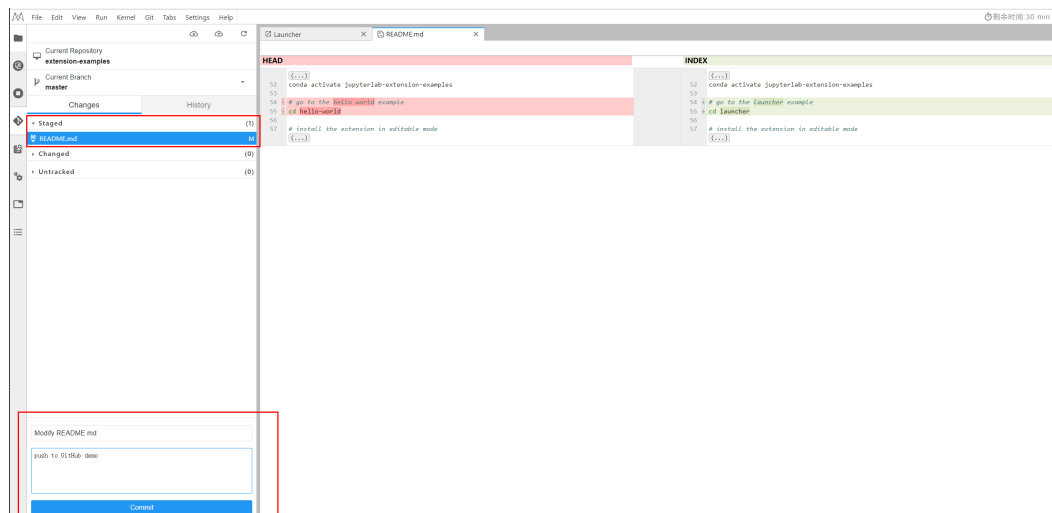 File Edit View Run Kernel Git Tabs Settings Help
剩余时间:30 min
Current Repository
extension-examples
Current Branch
master
Changes History
Staged (1)
README.md M
Changed (0)
Untracked (0)
Modify README.md
push to GitHub demo
Commit
Launcher × README.md ×
HEAD INDEX
(...) (...)
52 conda activate jupyterlab-extension-examples 52 conda activate jupyterlab-extension-examples
53 53
54 - # go to the hello world example 54 + # go to the launcher example
55 - cd hello-world 55 + cd launcher
56 56
57 # install the extension in editable mode 57 # install the extension in editable mode
(...) (...)